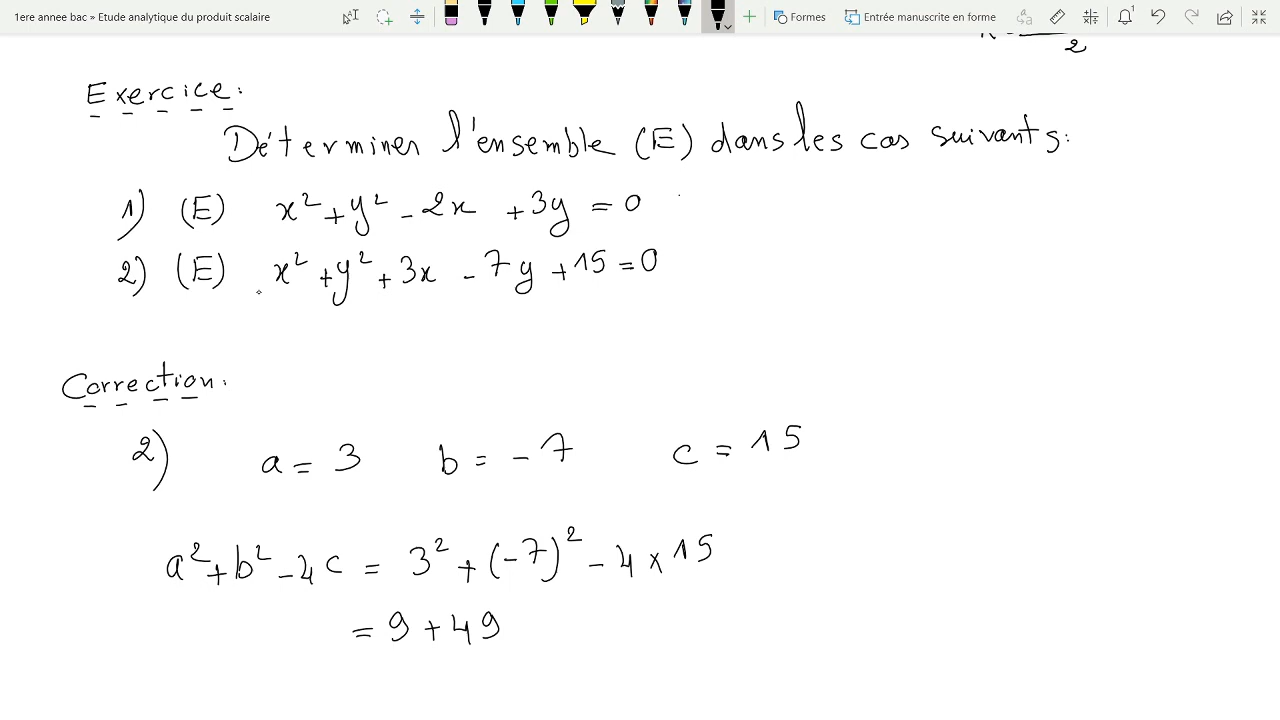 1ere annee bac » Etude analytique du produit scalaire
Formes
Entrée manuscrite en forme
2
Exercice:
Déterminer l'ensemble (E) dans les cas suivants:
1) (E) x² + y² - 2x + 3y = 0
2) (E) x² + y² + 3x - 7y + 15 = 0
Correction:
2) a = 3 b = -7 c = 15
a² + b² - 4c = 3² + (-7)² - 4 × 15
= 9 + 49